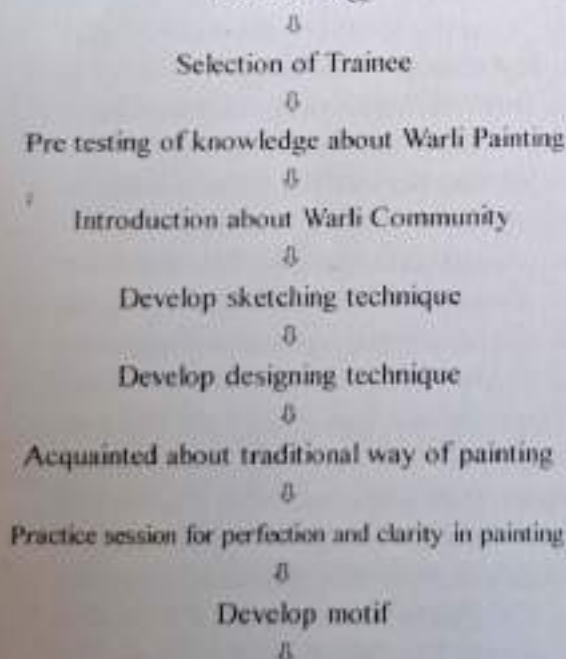 ⇩
Selection of Trainee
⇩
Pre testing of knowledge about Warli Painting
⇩
Introduction about Warli Community
⇩
Develop sketching technique
⇩
Develop designing technique
⇩
Acquainted about traditional way of painting
⇩
Practice session for perfection and clarity in painting
⇩
Develop motif
⇩